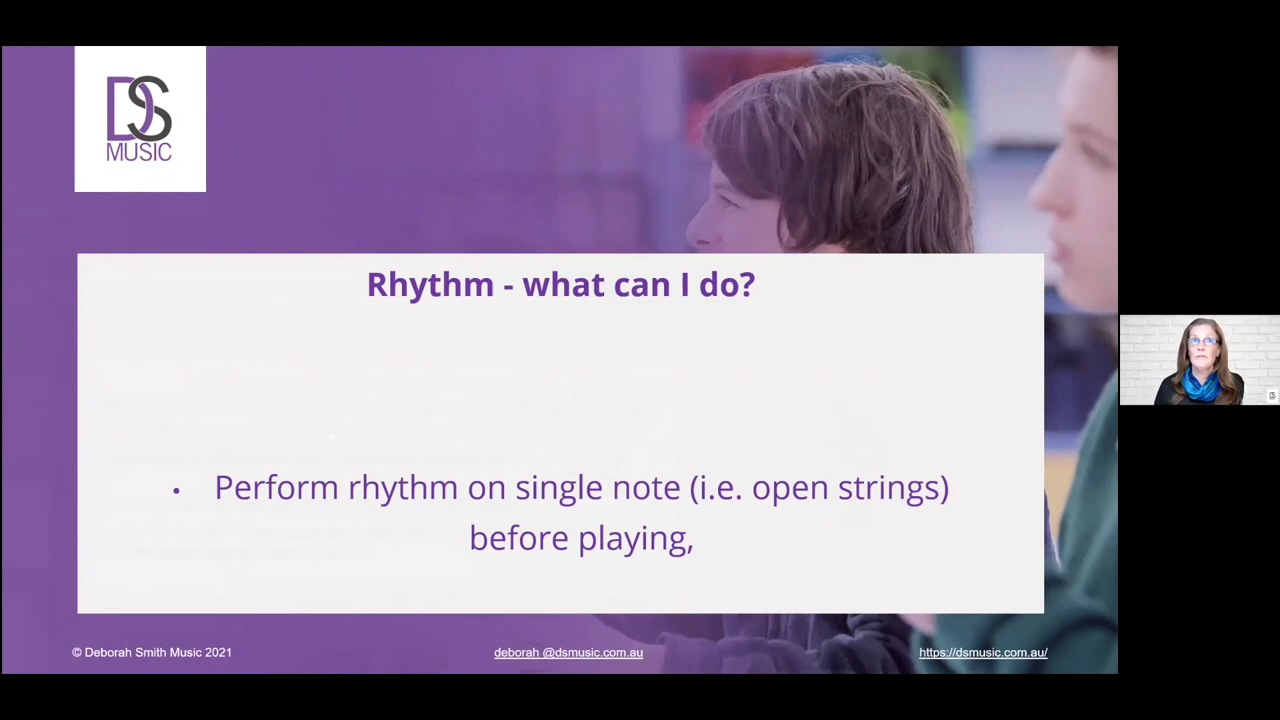 DS
MUSIC
Rhythm - what can I do?
• Perform rhythm on single note (i.e. open strings)
before playing,
© Deborah Smith Music 2021
deborah @dsmusic.com.au
https://dsmusic.com.au/
DS